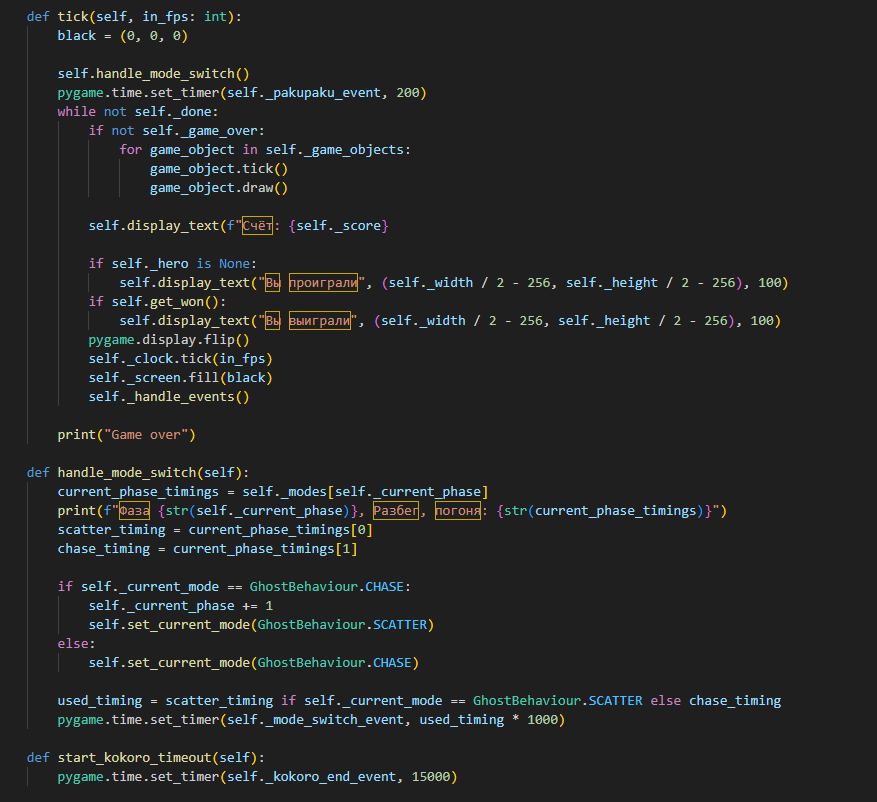 def tick(self, in_fps: int):
    black = (0, 0, 0)

    self.handle_mode_switch()
    pygame.time.set_timer(self._pakupaku_event, 200)
    while not self._done:
        if not self._game_over:
            for game_object in self._game_objects:
                game_object.tick()
                game_object.draw()

        self.display_text(f"Счёт: {self._score}

        if self._hero is None:
            self.display_text("Вы проиграли", (self._width / 2 - 256, self._height / 2 - 256), 100)
        if self.get_won():
            self.display_text("Вы выиграли", (self._width / 2 - 256, self._height / 2 - 256), 100)
        pygame.display.flip()
        self._clock.tick(in_fps)
        self._screen.fill(black)
        self._handle_events()

    print("Game over")

def handle_mode_switch(self):
    current_phase_timings = self._modes[self._current_phase]
    print(f"Фаза {str(self._current_phase)}, Разбег, погоня: {str(current_phase_timings)}")
    scatter_timing = current_phase_timings[0]
    chase_timing = current_phase_timings[1]

    if self._current_mode == GhostBehaviour.CHASE:
        self._current_phase += 1
        self.set_current_mode(GhostBehaviour.SCATTER)
    else:
        self.set_current_mode(GhostBehaviour.CHASE)

    used_timing = scatter_timing if self._current_mode == GhostBehaviour.SCATTER else chase_timing
    pygame.time.set_timer(self._mode_switch_event, used_timing * 1000)

def start_kokoro_timeout(self):
    pygame.time.set_timer(self._kokoro_end_event, 15000)